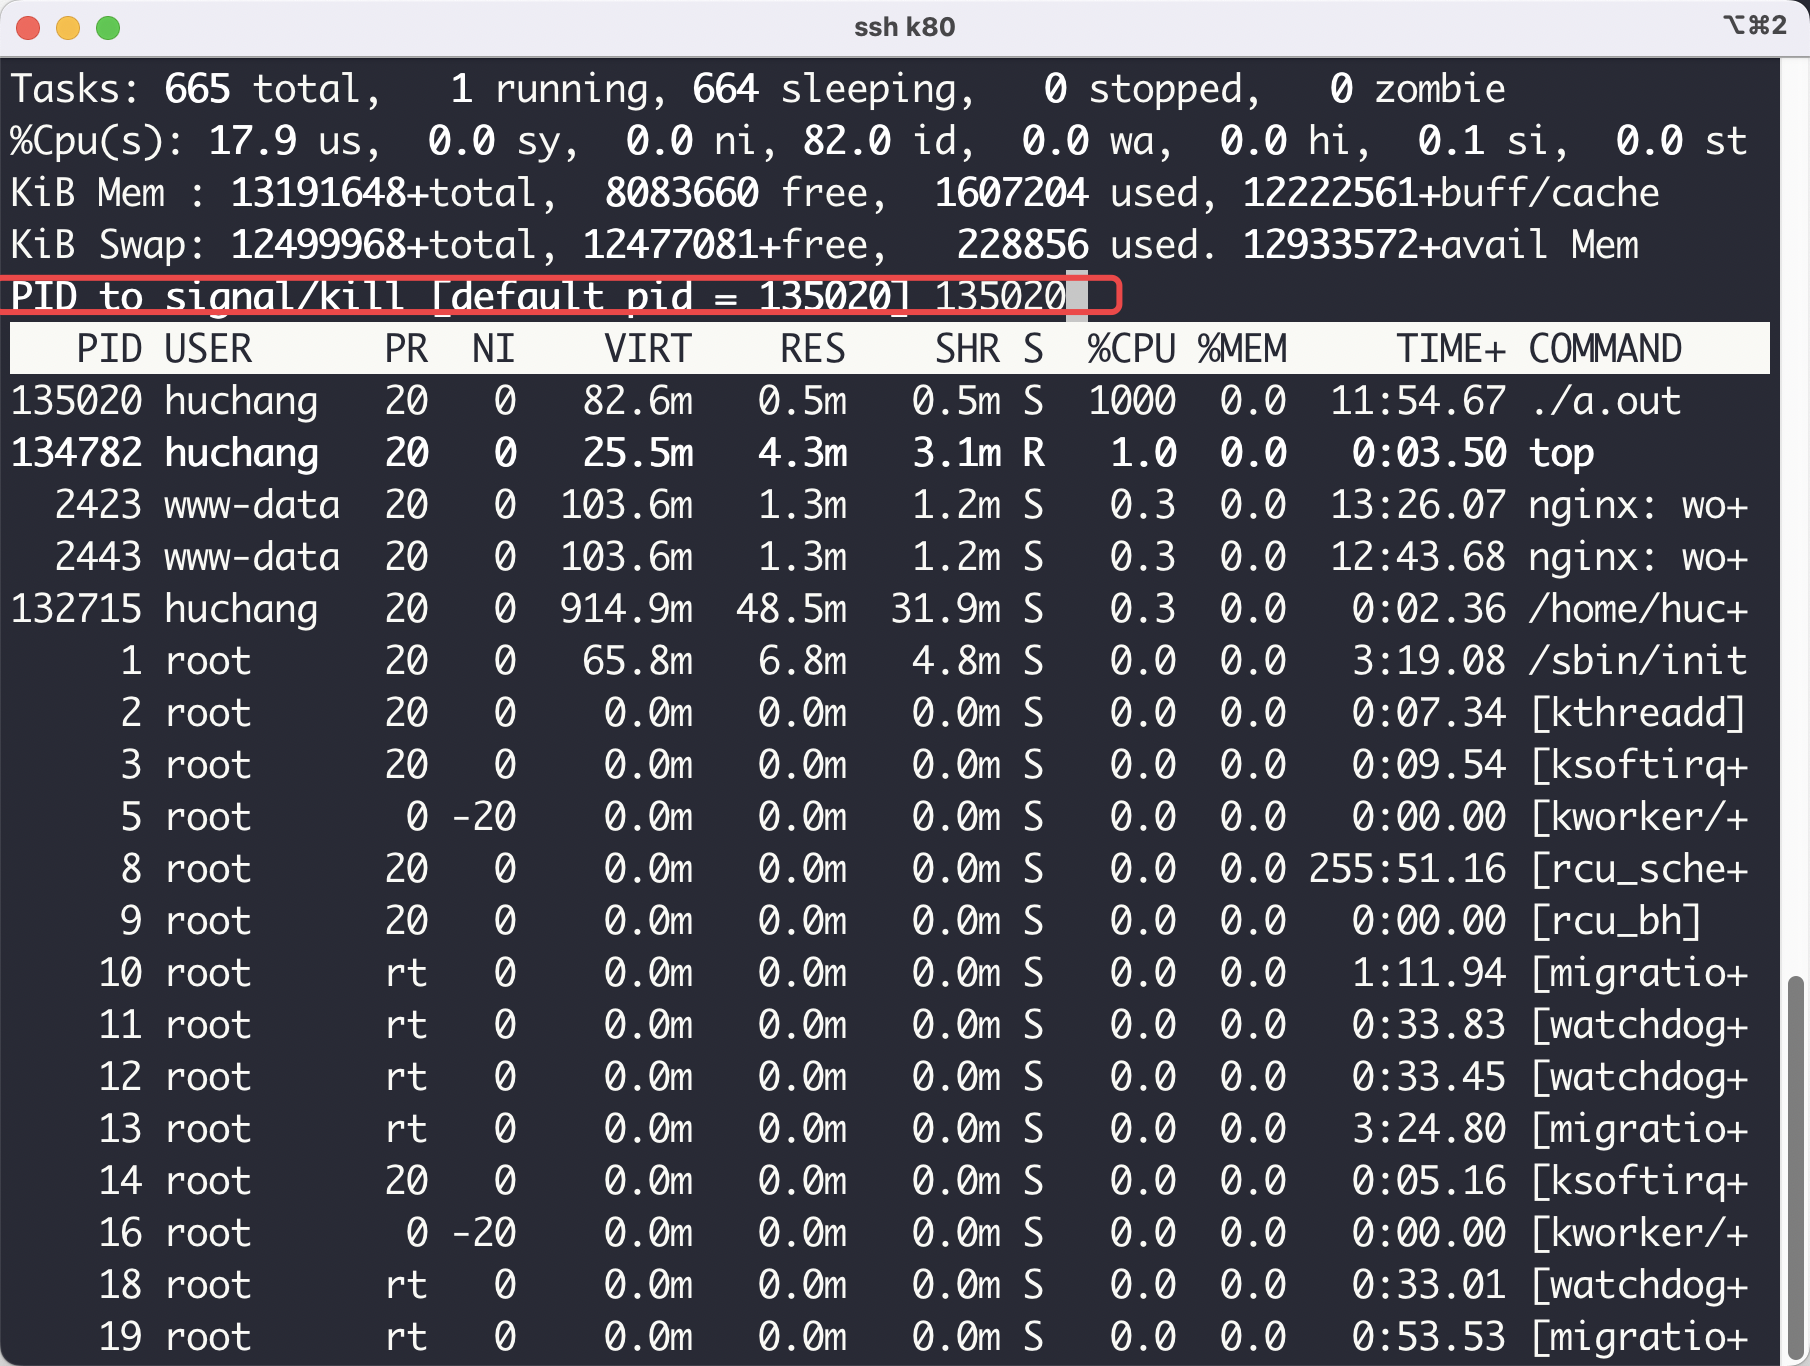 ssh k80 ⌥⌘2
Tasks: 665 total,   1 running, 664 sleeping,   0 stopped,   0 zombie
%Cpu(s): 17.9 us,  0.0 sy,  0.0 ni, 82.0 id,  0.0 wa,  0.0 hi,  0.1 si,  0.0 st
KiB Mem : 13191648+total,  8083660 free,  1607204 used, 12222561+buff/cache
KiB Swap: 12499968+total, 12477081+free,   228856 used. 12933572+avail Mem
PID to signal/kill [default pid = 135020] 135020
PID USER PR NI VIRT RES SHR S %CPU %MEM TIME+ COMMAND
135020 huchang 20 0 82.6m 0.5m 0.5m S 1000 0.0 11:54.67 ./a.out
134782 huchang 20 0 25.5m 4.3m 3.1m R 1.0 0.0 0:03.50 top
2423 www-data 20 0 103.6m 1.3m 1.2m S 0.3 0.0 13:26.07 nginx: wo+
2443 www-data 20 0 103.6m 1.3m 1.2m S 0.3 0.0 12:43.68 nginx: wo+
132715 huchang 20 0 914.9m 48.5m 31.9m S 0.3 0.0 0:02.36 /home/huc+
1 root 20 0 65.8m 6.8m 4.8m S 0.0 0.0 3:19.08 /sbin/init
2 root 20 0 0.0m 0.0m 0.0m S 0.0 0.0 0:07.34 [kthreadd]
3 root 20 0 0.0m 0.0m 0.0m S 0.0 0.0 0:09.54 [ksoftirq+
5 root 0 -20 0.0m 0.0m 0.0m S 0.0 0.0 0:00.00 [kworker/+
8 root 20 0 0.0m 0.0m 0.0m S 0.0 0.0 255:51.16 [rcu_sche+
9 root 20 0 0.0m 0.0m 0.0m S 0.0 0.0 0:00.00 [rcu_bh]
10 root rt 0 0.0m 0.0m 0.0m S 0.0 0.0 1:11.94 [migratio+
11 root rt 0 0.0m 0.0m 0.0m S 0.0 0.0 0:33.83 [watchdog+
12 root rt 0 0.0m 0.0m 0.0m S 0.0 0.0 0:33.45 [watchdog+
13 root rt 0 0.0m 0.0m 0.0m S 0.0 0.0 3:24.80 [migratio+
14 root 20 0 0.0m 0.0m 0.0m S 0.0 0.0 0:05.16 [ksoftirq+
16 root 0 -20 0.0m 0.0m 0.0m S 0.0 0.0 0:00.00 [kworker/+
18 root rt 0 0.0m 0.0m 0.0m S 0.0 0.0 0:33.01 [watchdog+
19 root rt 0 0.0m 0.0m 0.0m S 0.0 0.0 0:53.53 [migratio+